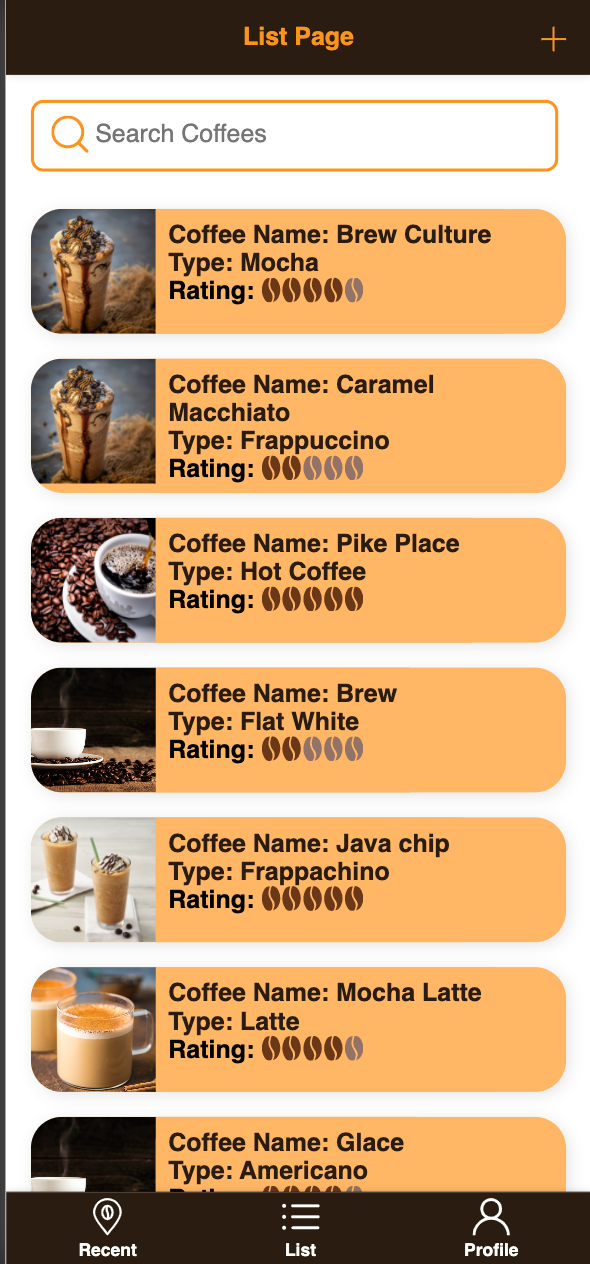 List Page
Search Coffees
Coffee Name: Brew Culture
Type: Mocha
Rating:
Coffee Name: Caramel
Macchiato
Type: Frappuccino
Rating:
Coffee Name: Pike Place
Type: Hot Coffee
Rating:
Coffee Name: Brew
Type: Flat White
Rating:
Coffee Name: Java chip
Type: Frappachino
Rating:
Coffee Name: Mocha Latte
Type: Latte
Rating:
Coffee Name: Glace
Type: Americano
Recent
List
Profile